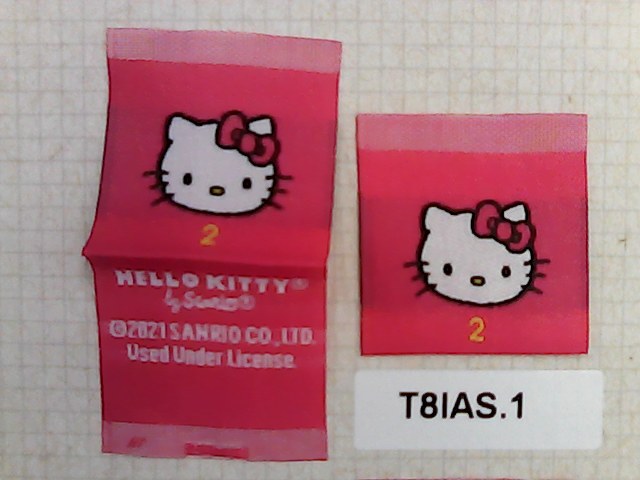 2
HELLO KITTY®
by Sanrio®
©2021 SANRIO CO., LTD.
Used Under License.
2
T8IAS.1